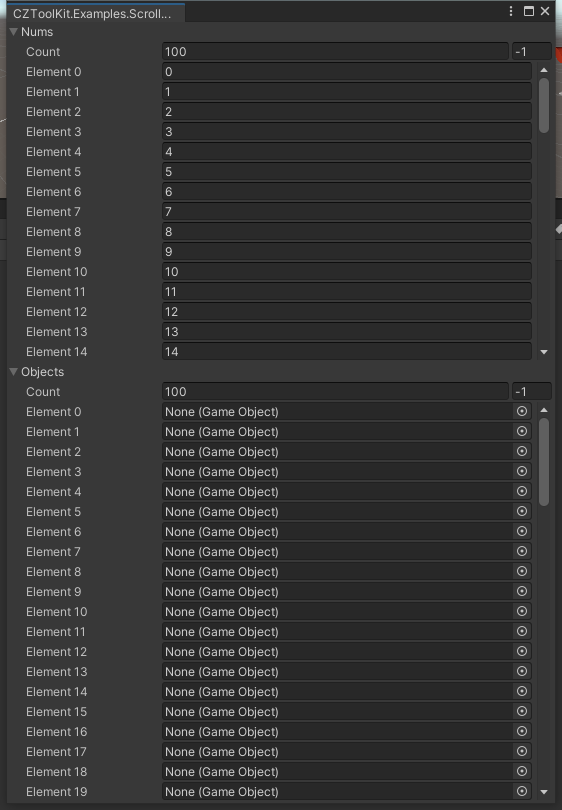 CZToolKit.Examples.Scroll...
Nums
Count 100 -1
Element 0 0
Element 1 1
Element 2 2
Element 3 3
Element 4 4
Element 5 5
Element 6 6
Element 7 7
Element 8 8
Element 9 9
Element 10 10
Element 11 11
Element 12 12
Element 13 13
Element 14 14
Objects
Count 100 -1
Element 0 None (Game Object)
Element 1 None (Game Object)
Element 2 None (Game Object)
Element 3 None (Game Object)
Element 4 None (Game Object)
Element 5 None (Game Object)
Element 6 None (Game Object)
Element 7 None (Game Object)
Element 8 None (Game Object)
Element 9 None (Game Object)
Element 10 None (Game Object)
Element 11 None (Game Object)
Element 12 None (Game Object)
Element 13 None (Game Object)
Element 14 None (Game Object)
Element 15 None (Game Object)
Element 16 None (Game Object)
Element 17 None (Game Object)
Element 18 None (Game Object)
Element 19 None (Game Object)